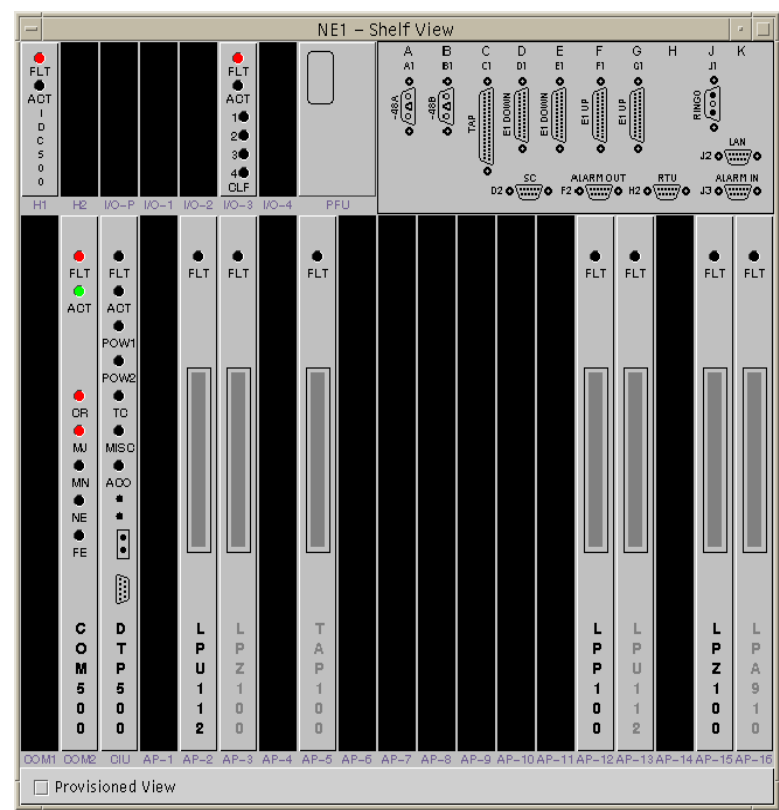 NE1 – Shelf View
FLT
ACT
I
D
C
5
0
0
FLT
ACT
1
2
3
4
CLF
H1 H2 I/O–P I/O–1 I/O–2 I/O–3 I/O–4 PFU
A B C D E F G H J K
A1 B1 C1 D1 E1 F1 G1 J1
-48A -48B TAP E1 DOWN E1 DOWN E1 UP E1 UP RINGO
LAN
J2
SC ALARM OUT RTU ALARM IN
D2 F2 H2 J3
FLT FLT FLT FLT FLT FLT FLT FLT FLT
ACT ACT
POW1
POW2
CR TC
MJ MISC
MN ACO
NE
FE
C D L L T L L L L
O T P P A P P P P
M P U Z P P U Z A
5 5 1 1 1 1 1 1 9
0 0 1 0 0 0 1 0 1
0 0 2 0 0 0 2 0 0
COM1 COM2 CIU AP–1 AP–2 AP–3 AP–4 AP–5 AP–6 AP–7 AP–8 AP–9 AP–10 AP–11 AP–12 AP–13 AP–14 AP–15 AP–16
Provisioned View